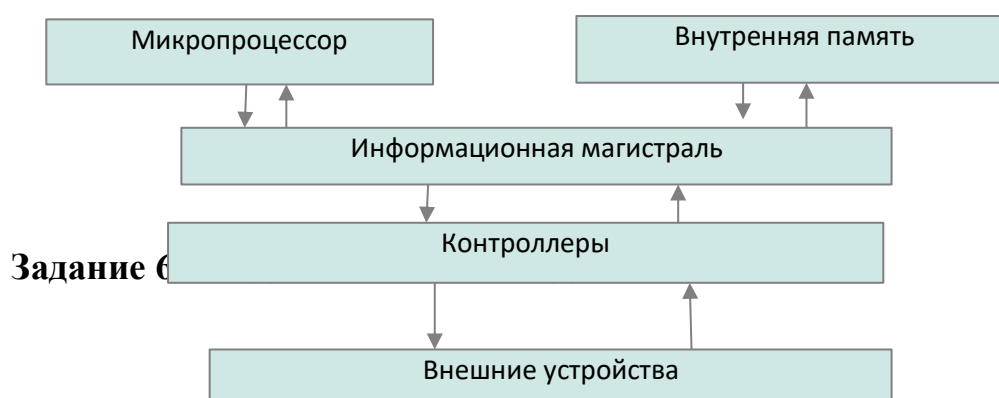 Микропроцессор
Внутренняя память
Информационная магистраль
Контроллеры
Задание 6
Внешние устройства